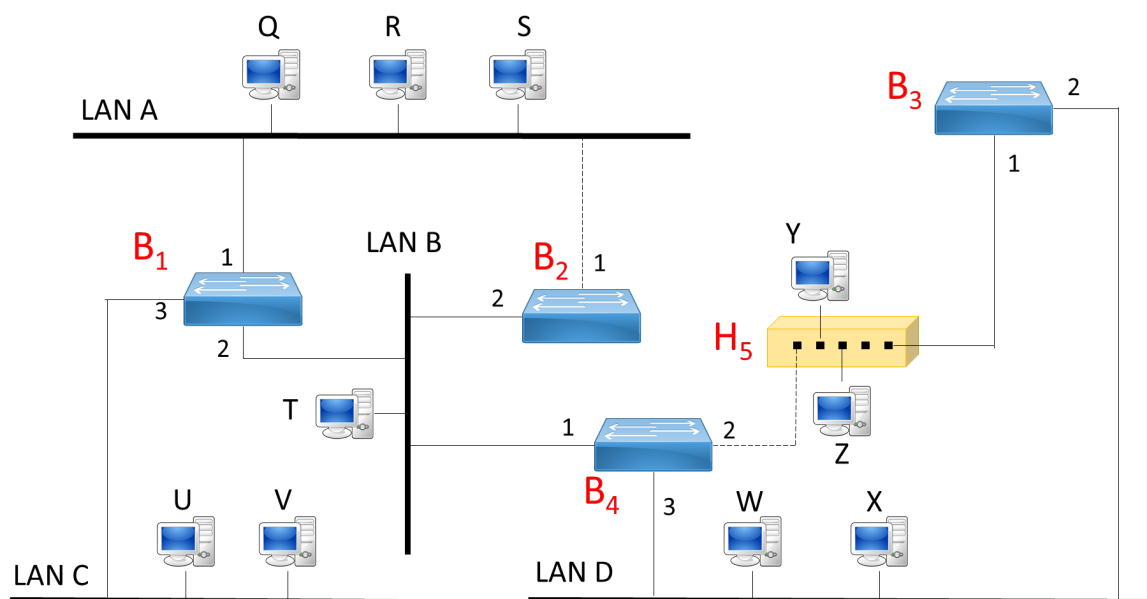 Q R S
LAN A
B3 2
1
Y
LAN B
B1 1
B2 1
3
2
2
H5
T
1
2
Z
B4 3
U V
W X
LAN C
LAN D